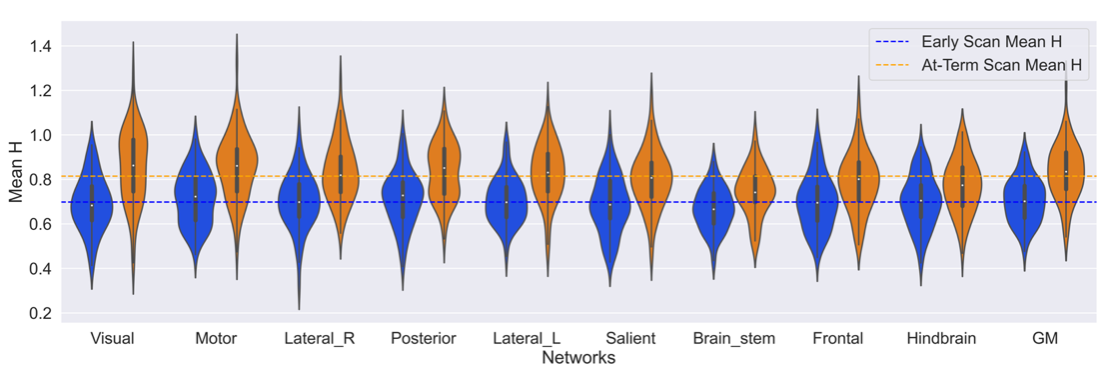 Early Scan Mean H
At-Term Scan Mean H
Mean H
1.4
1.2
1.0
0.8
0.6
0.4
0.2
Visual Motor Lateral_R Posterior Lateral_L Salient Brain_stem Frontal Hindbrain GM
Networks